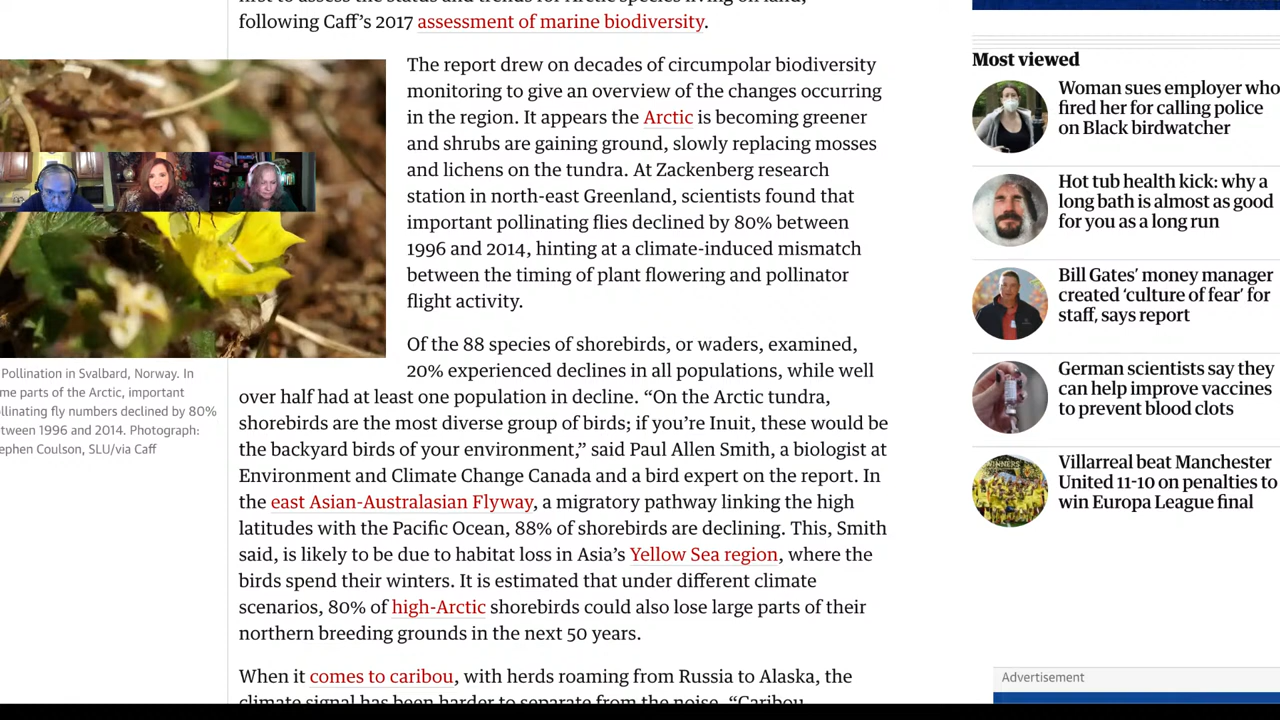 following Caff’s 2017 assessment of marine biodiversity.
The report drew on decades of circumpolar biodiversity
monitoring to give an overview of the changes occurring
in the region. It appears the Arctic is becoming greener
and shrubs are gaining ground, slowly replacing mosses
and lichens on the tundra. At Zackenberg research
station in north-east Greenland, scientists found that
important pollinating flies declined by 80% between
1996 and 2014, hinting at a climate-induced mismatch
between the timing of plant flowering and pollinator
flight activity.
Pollination in Svalbard, Norway. In
me parts of the Arctic, important
llinating fly numbers declined by 80%
tween 1996 and 2014. Photograph:
ephen Coulson, SLU/via Caff
Of the 88 species of shorebirds, or waders, examined,
20% experienced declines in all populations, while well
over half had at least one population in decline. “On the Arctic tundra,
shorebirds are the most diverse group of birds; if you’re Inuit, these would be
the backyard birds of your environment,” said Paul Allen Smith, a biologist at
Environment and Climate Change Canada and a bird expert on the report. In
the east Asian-Australasian Flyway, a migratory pathway linking the high
latitudes with the Pacific Ocean, 88% of shorebirds are declining. This, Smith
said, is likely to be due to habitat loss in Asia’s Yellow Sea region, where the
birds spend their winters. It is estimated that under different climate
scenarios, 80% of high-Arctic shorebirds could also lose large parts of their
northern breeding grounds in the next 50 years.
When it comes to caribou, with herds roaming from Russia to Alaska, the
climate signal has been harder to separate from the noise. “Caribou
Most viewed
Woman sues employer who
fired her for calling police
on Black birdwatcher
Hot tub health kick: why a
long bath is almost as good
for you as a long run
Bill Gates’ money manager
created ‘culture of fear’ for
staff, says report
German scientists say they
can help improve vaccines
to prevent blood clots
Villarreal beat Manchester
United 11-10 on penalties to
win Europa League final
Advertisement